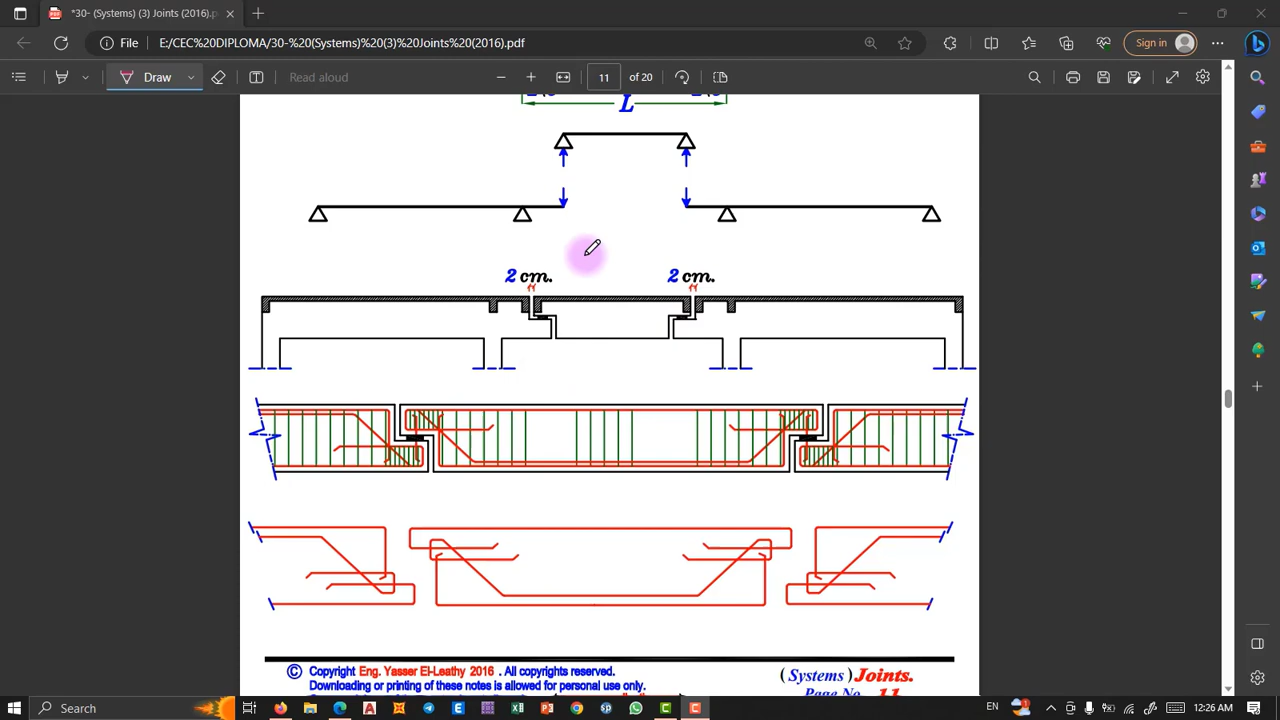 *30- (Systems) (3) Joints (2016).p
File
E:/CEC%20DIPLOMA/30-%20(Systems)%20(3)%20Joints%20(2016).pdf
Sign in
Draw
Read aloud
11 of 20
L
2 cm.
2 cm.
© Copyright Eng. Yasser El-Leathy 2016 . All copyrights reserved.
Downloading or printing of these notes is allowed for personal use only.
( Systems ) Joints.
Page No. 11
Search
EN
12:26 AM